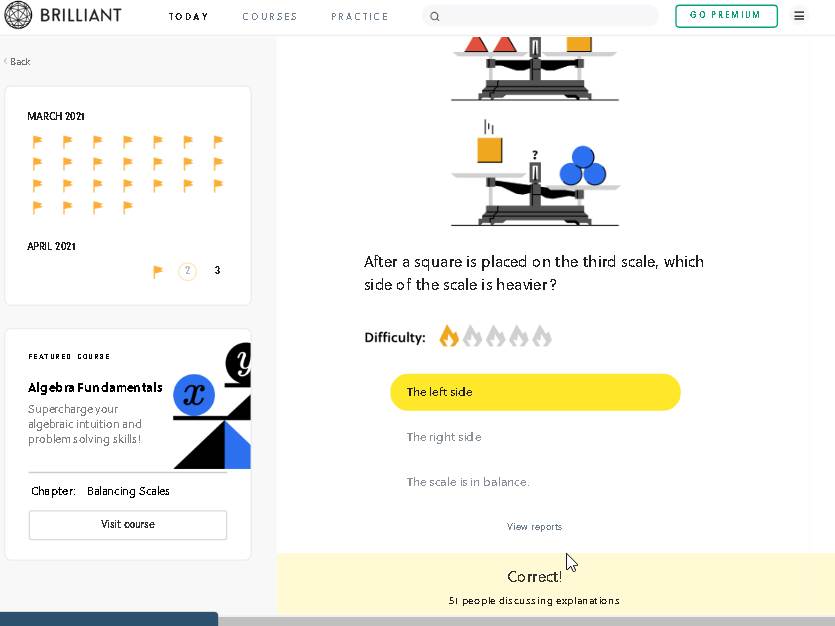 BRILLIANT
TODAY COURSES PRACTICE
GO PREMIUM
Back
MARCH 2021
APRIL 2021
2 3
FEATURED COURSE
Algebra Fundamentals
Supercharge your
algebraic intuition and
problem solving skills!
x
y
Chapter: Balancing Scales
Visit course
?
After a square is placed on the third scale, which
side of the scale is heavier?
Difficulty:
The left side
The right side
The scale is in balance.
View reports
Correct!
51 people discussing explanations